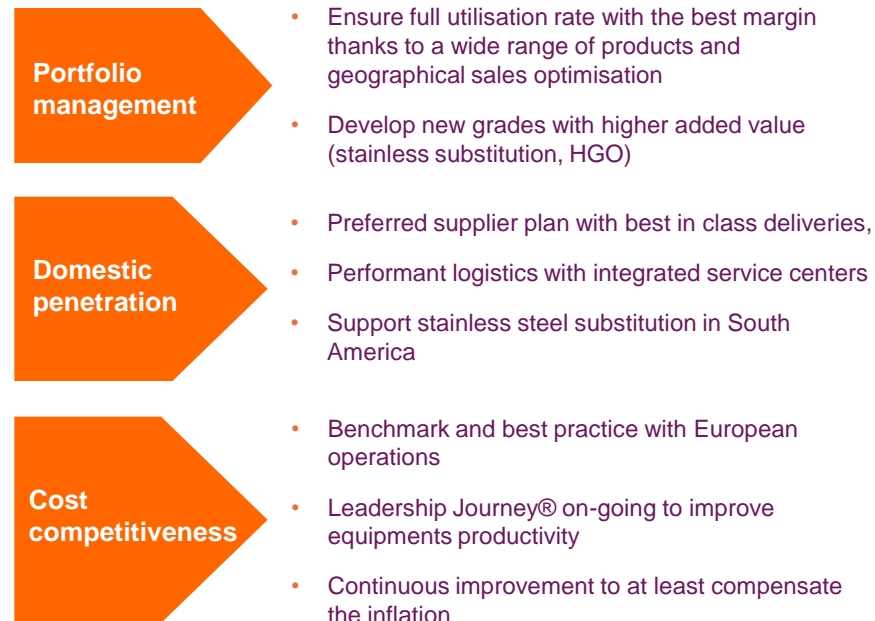 Portfolio
management
• Ensure full utilisation rate with the best margin
thanks to a wide range of products and
geographical sales optimisation
• Develop new grades with higher added value
(stainless substitution, HGO)
Domestic
penetration
• Preferred supplier plan with best in class deliveries,
• Performant logistics with integrated service centers
• Support stainless steel substitution in South
America
Cost
competitiveness
• Benchmark and best practice with European
operations
• Leadership Journey® on-going to improve
equipments productivity
• Continuous improvement to at least compensate
the inflation